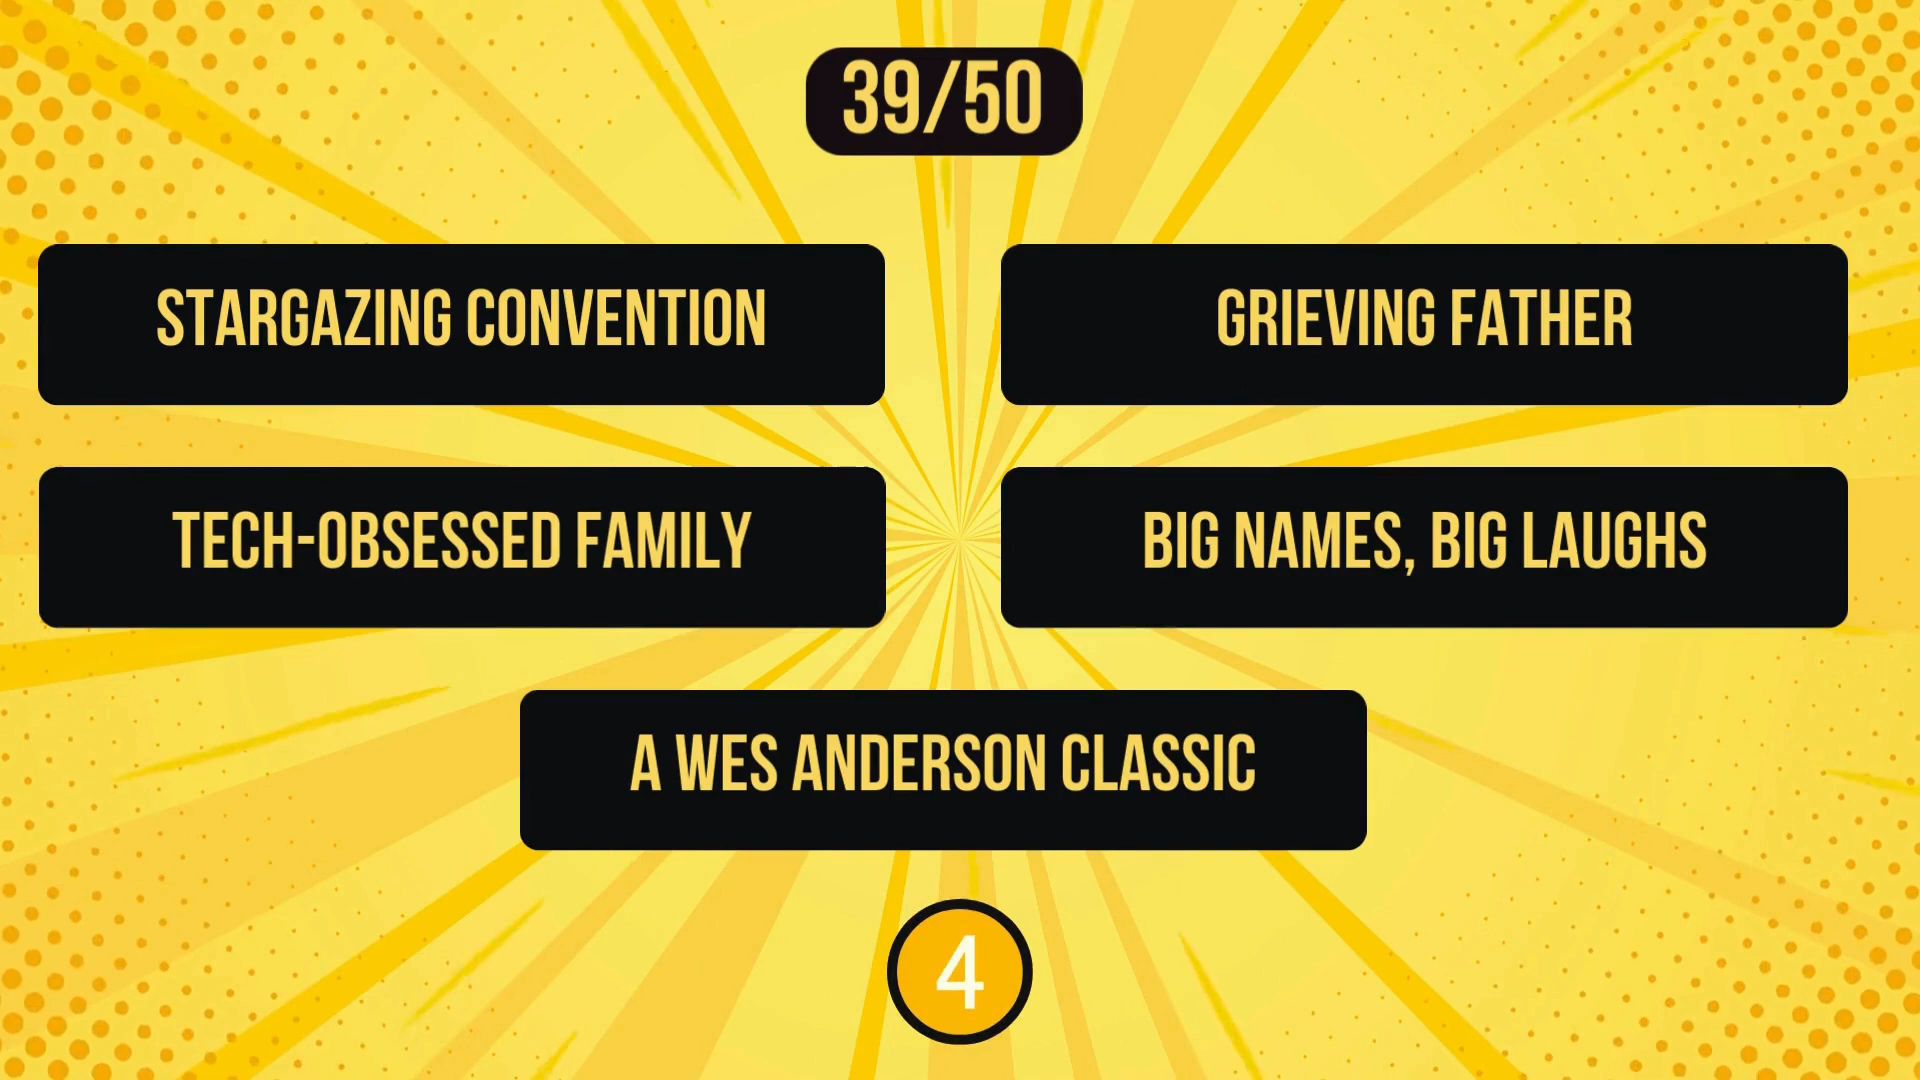 39/50
STARGAZING CONVENTION
GRIEVING FATHER
TECH-OBSESSED FAMILY
BIG NAMES, BIG LAUGHS
A WES ANDERSON CLASSIC
4